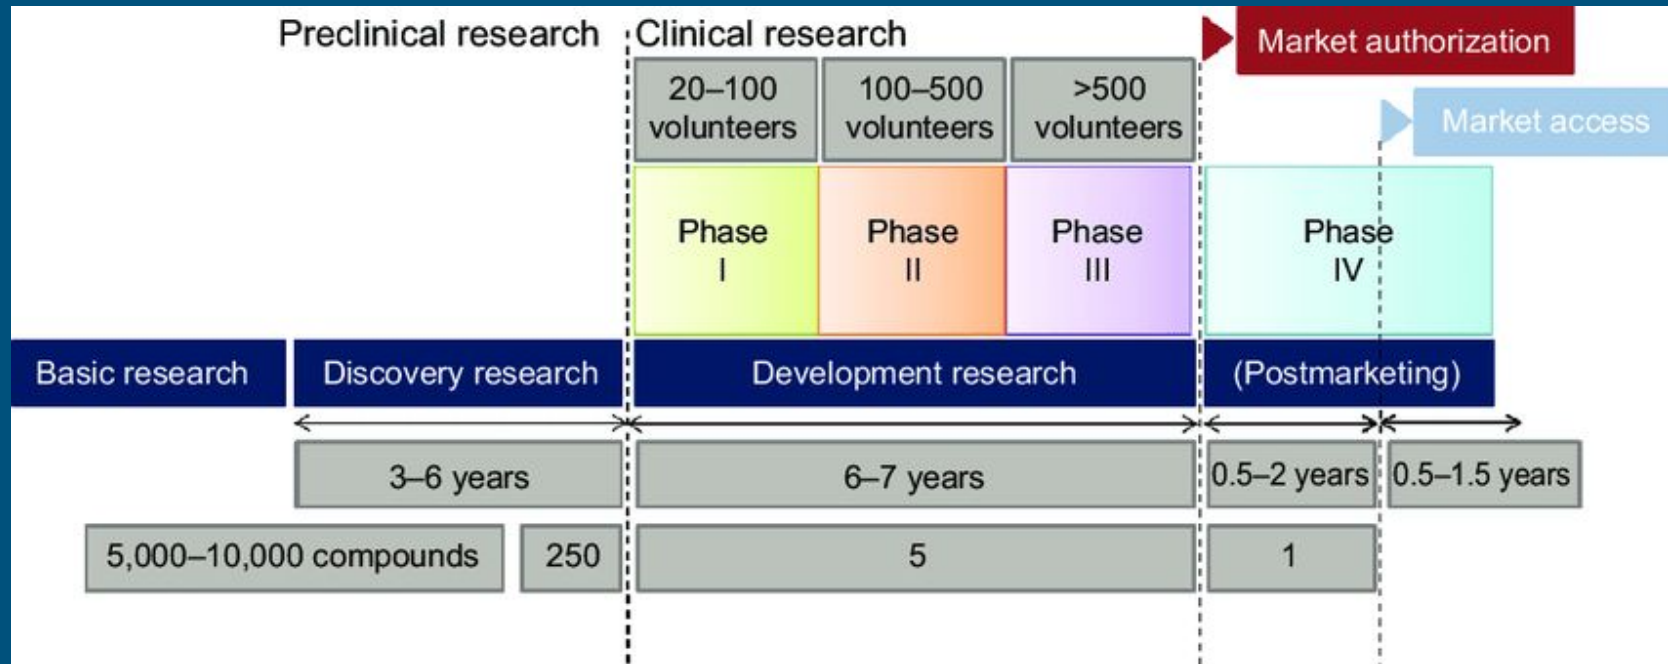 Preclinical research
Clinical research
Market authorization
Market access
20–100
volunteers
100–500
volunteers
>500
volunteers
Phase
I
Phase
II
Phase
III
Phase
IV
Basic research
Discovery research
Development research
(Postmarketing)
3–6 years
6–7 years
0.5–2 years
0.5–1.5 years
5,000–10,000 compounds
250
5
1